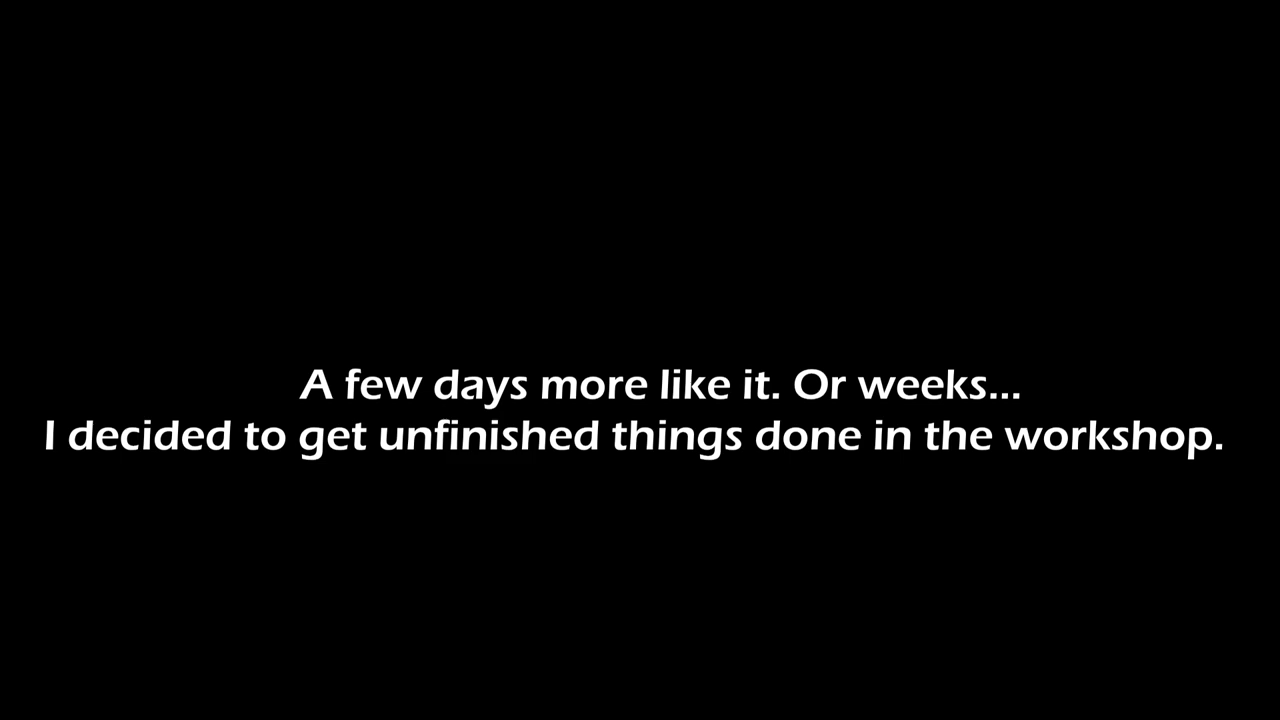 A few days more like it. Or weeks...
I decided to get unfinished things done in the workshop.